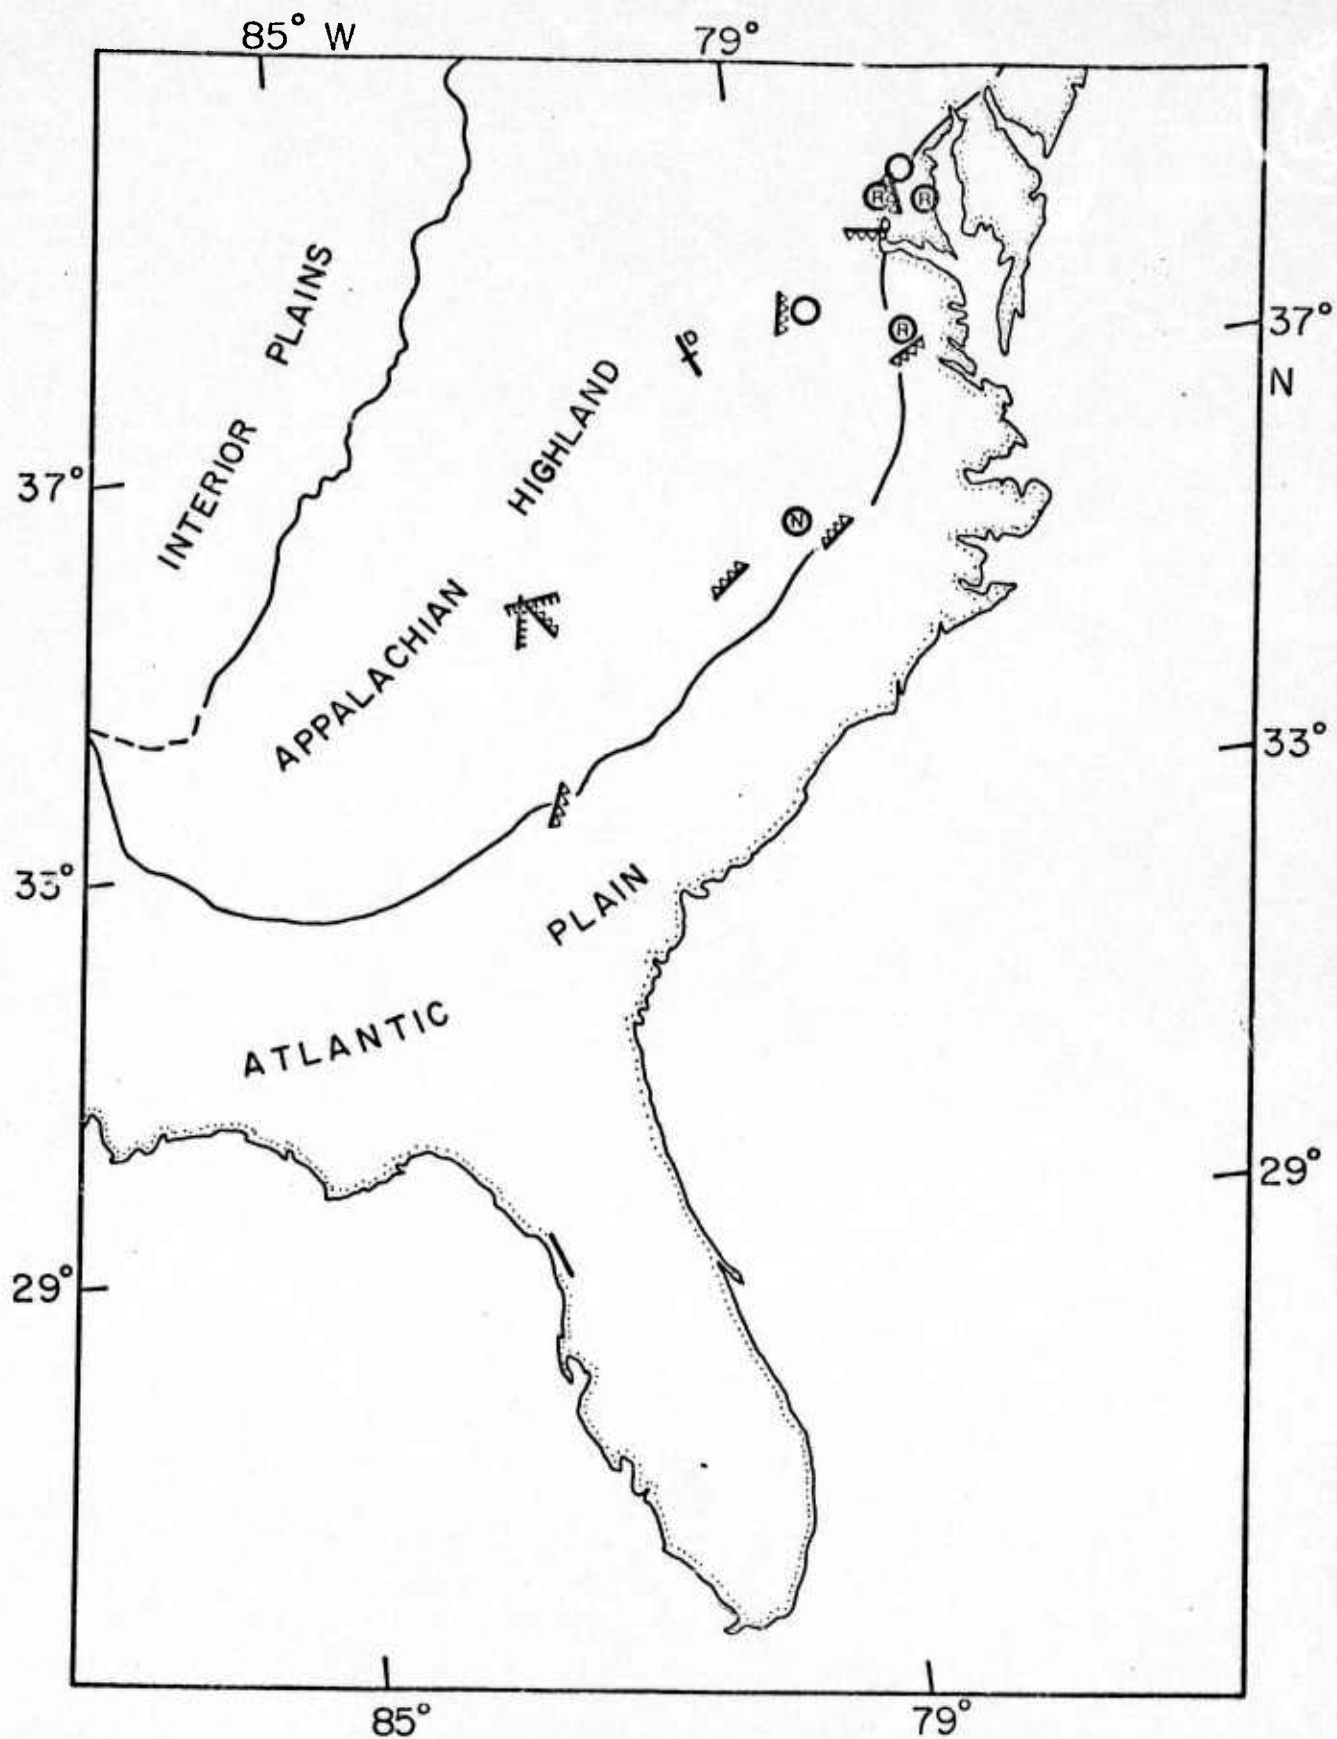 85° W
79°
R
R
37°
N
R
INTERIOR PLAINS
37°
APPALACHIAN HIGHLAND
N
33°
33°
ATLANTIC PLAIN
29°
29°
85°
79°